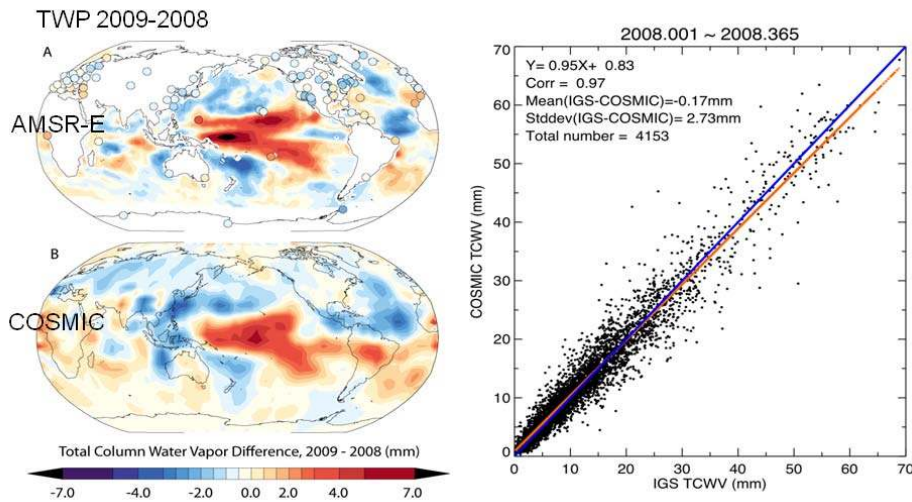 TWP 2009-2008
A
AMSR-E
B
COSMIC
Total Column Water Vapor Difference, 2009 - 2008 (mm)
-7.0 -4.0 -2.0 0.0 2.0 4.0 7.0
2008.001 ~ 2008.365
Y= 0.95X+ 0.83
Corr = 0.97
Mean(IGS-COSMIC)=-0.17mm
Stddev(IGS-COSMIC)= 2.73mm
Total number = 4153
COSMIC TCWV (mm)
70
60
50
40
30
20
10
0
0 10 20 30 40 50 60 70
IGS TCWV (mm)